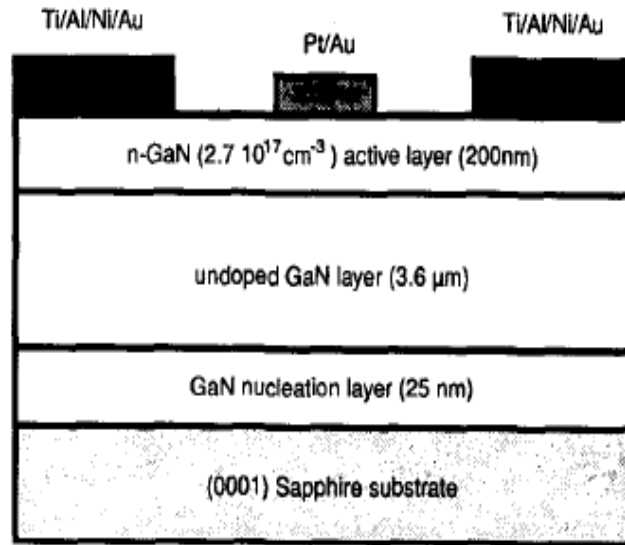 Ti/Al/Ni/Au
Pt/Au
Ti/Al/Ni/Au
n-GaN (2.7 10¹⁷cm⁻³ ) active layer (200nm)
undoped GaN layer (3.6 µm)
GaN nucleation layer (25 nm)
(0001) Sapphire substrate